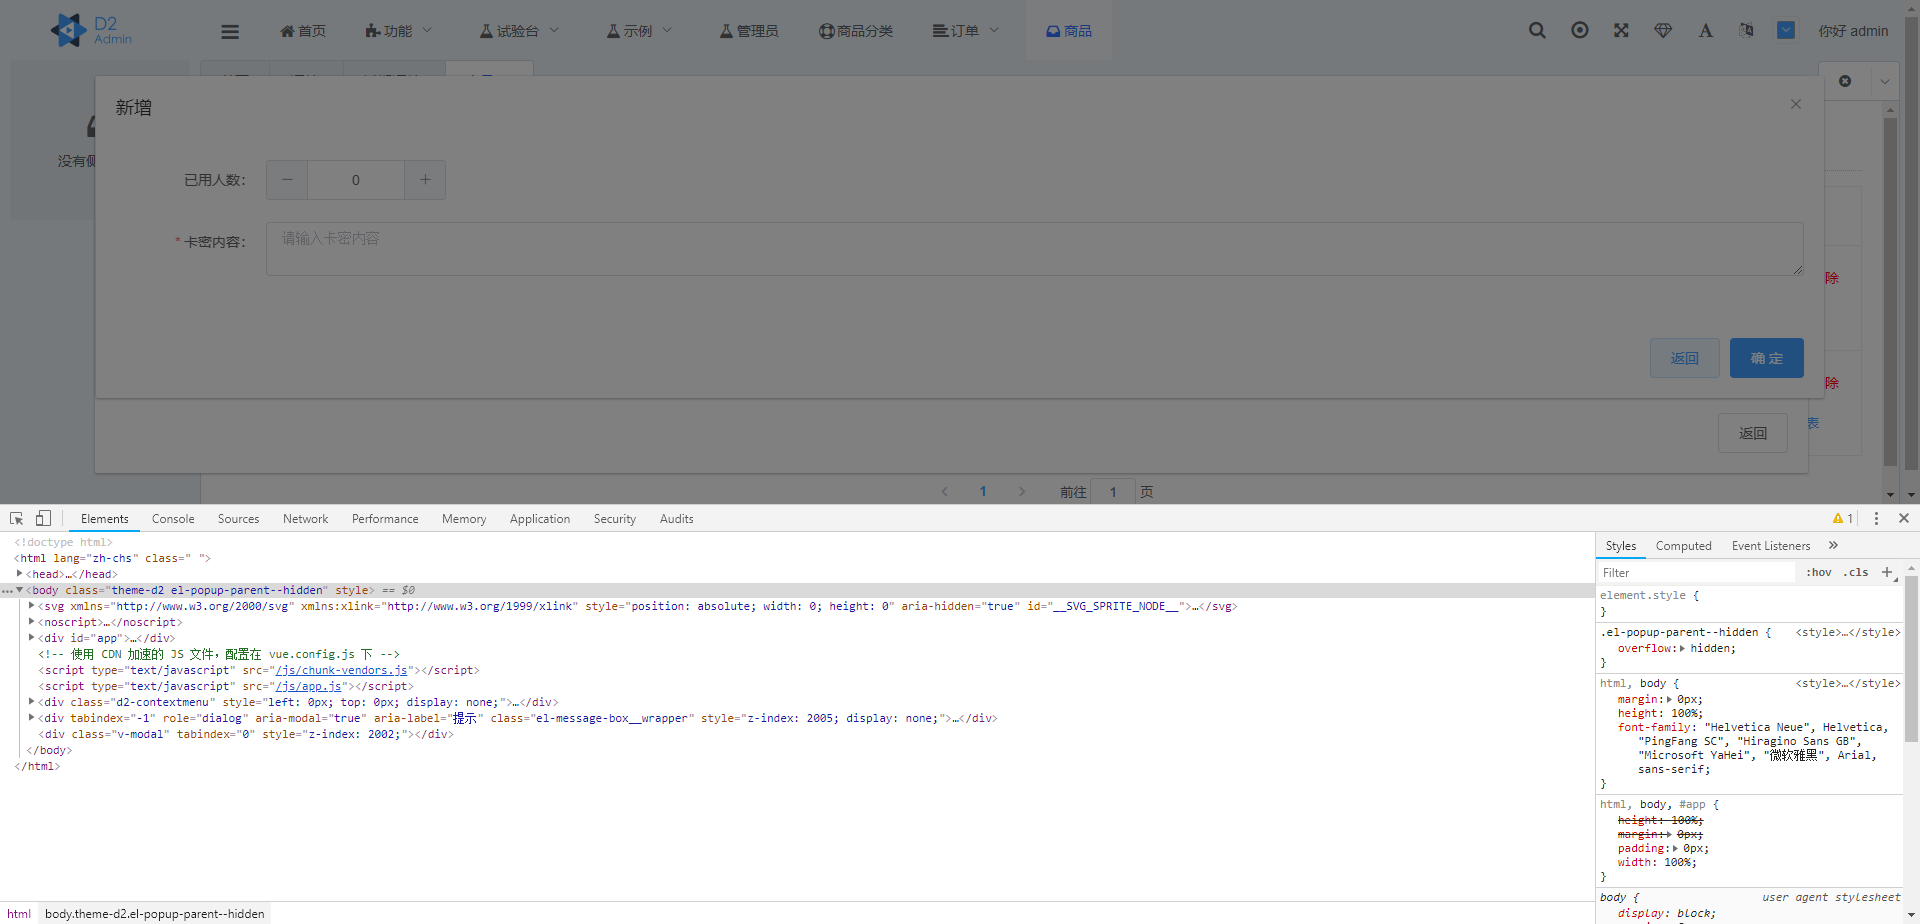 D2 Admin
首页 功能 试验台 示例 管理员 商品分类 订单 商品
A 你好 admin
新增
没有侧
已用人数:
0
* 卡密内容:
请输入卡密内容
除
返回 确 定
除
表
返回
1 前往 1 页
Elements Console Sources Network Performance Memory Application Security Audits 1
<!doctype html>
<html lang="zh-chs" class=" ">
<head>…</head>
<body class="theme-d2 el-popup-parent--hidden" style> == $0
<svg xmlns="http://www.w3.org/2000/svg" xmlns:xlink="http://www.w3.org/1999/xlink" style="position: absolute; width: 0; height: 0" aria-hidden="true" id="__SVG_SPRITE_NODE__">…</svg>
<noscript>…</noscript>
<div id="app">…</div>
<!-- 使用 CDN 加速的 JS 文件，配置在 vue.config.js 下 -->
<script type="text/javascript" src="/js/chunk-vendors.js"></script>
<script type="text/javascript" src="/js/app.js"></script>
<div class="d2-contextmenu" style="left: 0px; top: 0px; display: none;">…</div>
<div tabindex="-1" role="dialog" aria-modal="true" aria-label="提示" class="el-message-box__wrapper" style="z-index: 2005; display: none;">…</div>
<div class="v-modal" tabindex="0" style="z-index: 2002;"></div>
</body>
</html>
html body.theme-d2.el-popup-parent--hidden
Styles Computed Event Listeners »
Filter :hov .cls +
element.style {
}
.el-popup-parent--hidden { <style>…</style>
overflow: hidden;
}
html, body { <style>…</style>
margin: 0px;
height: 100%;
font-family: "Helvetica Neue", Helvetica,
"PingFang SC", "Hiragino Sans GB",
"Microsoft YaHei", "微软雅黑", Arial,
sans-serif;
}
html, body, #app {
height: 100%;
margin: 0px;
padding: 0px;
width: 100%;
}
body { user agent stylesheet
display: block;